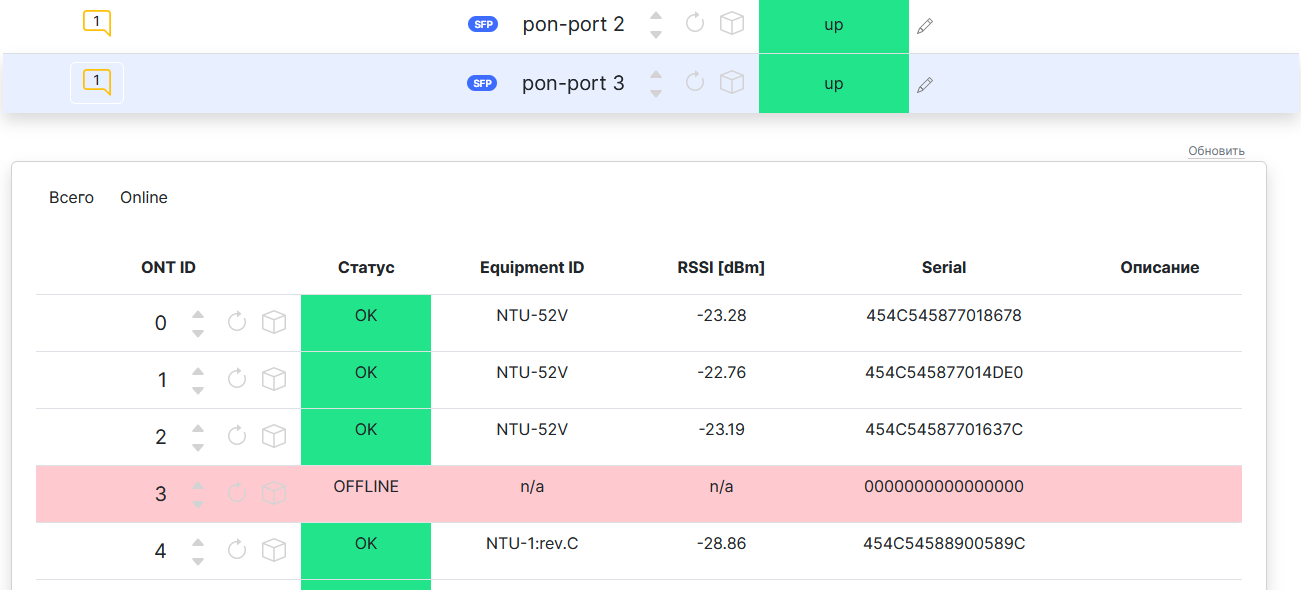 1 SFP pon-port 2 up
1 SFP pon-port 3 up
Обновить
Всего Online
ONT ID Статус Equipment ID RSSI [dBm] Serial Описание
0 OK NTU-52V -23.28 454C545877018678
1 OK NTU-52V -22.76 454C545877014DE0
2 OK NTU-52V -23.19 454C54587701637C
3 OFFLINE n/a n/a 0000000000000000
4 OK NTU-1:rev.C -28.86 454C54588900589C